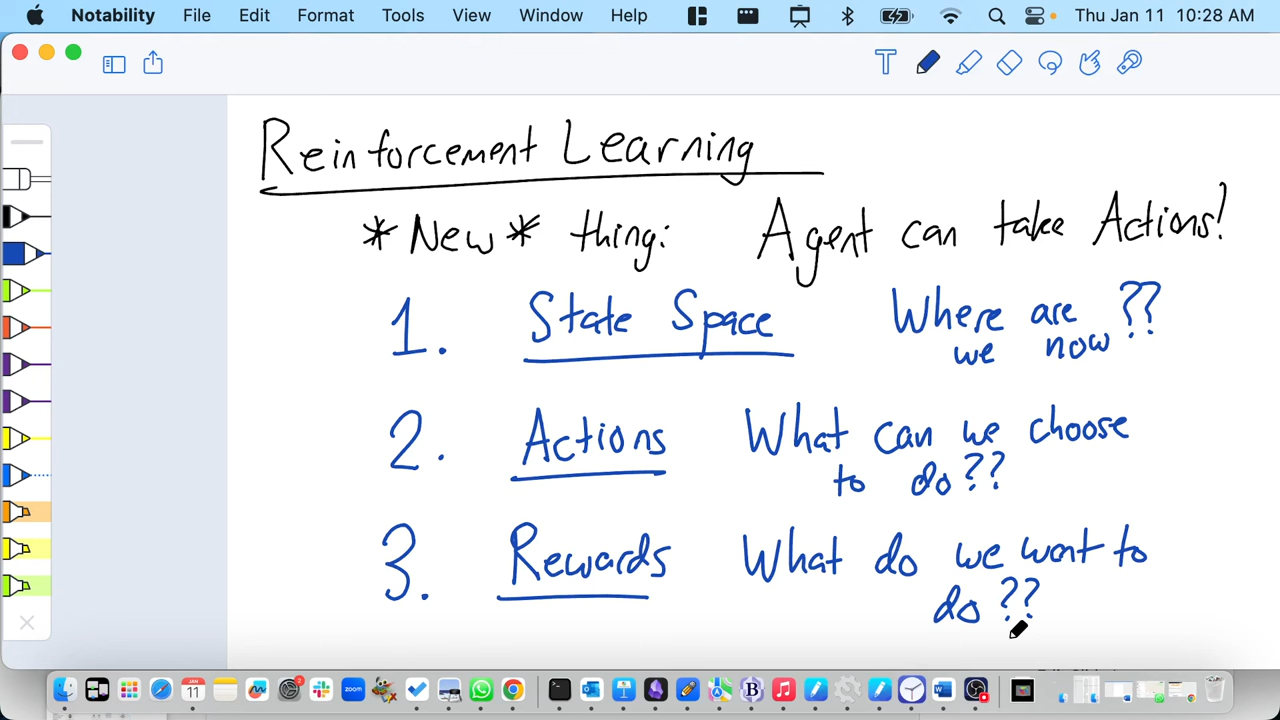 Notability File Edit Format Tools View Window Help Thu Jan 11 10:28 AM
Reinforcement Learning
*New* thing: Agent can take Actions!
1. State Space Where are ??
we now
2. Actions What can we choose
to do??
3. Rewards What do we want to
do??
11
zoom